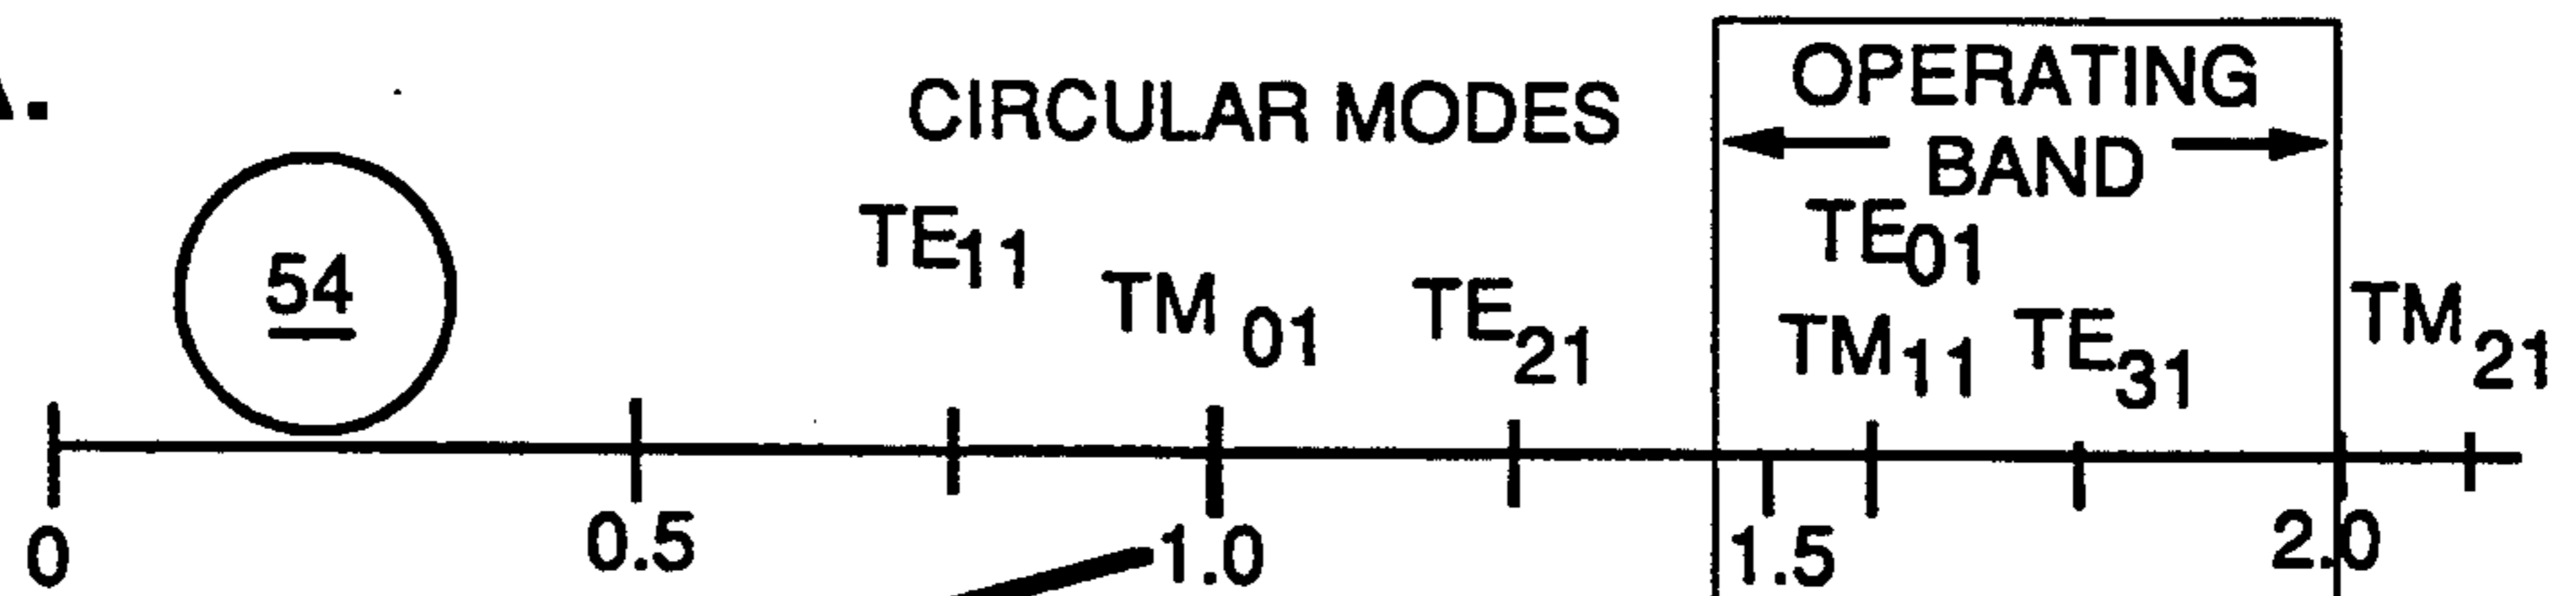 A.
CIRCULAR MODES
OPERATING
BAND
54
TE11
TM01
TE21
TE01
TM11
TE31
TM21
0
0.5
1.0
1.5
2.0